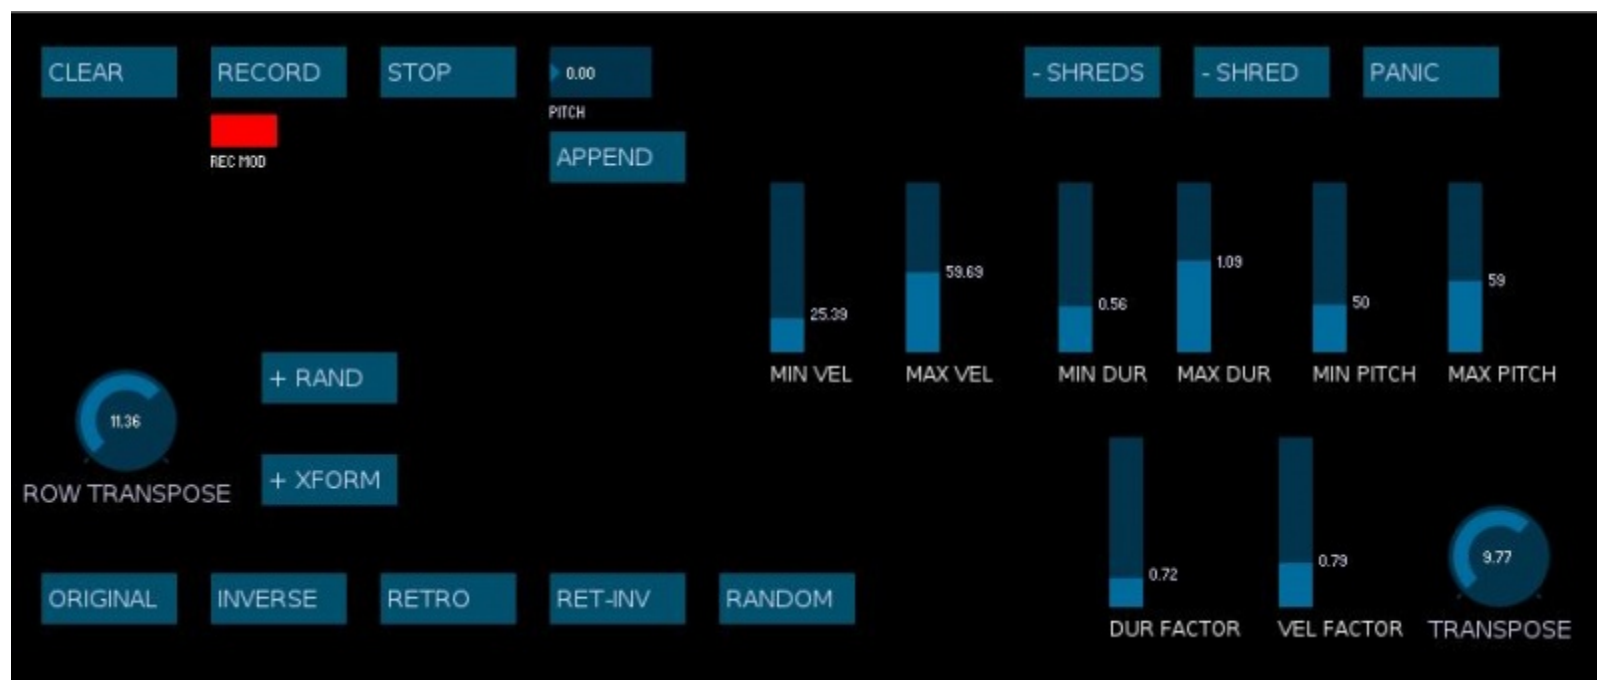 CLEAR
RECORD
STOP
0.00
- SHREDS
- SHRED
PANIC
PITCH
REC MOD
APPEND
25.39
59.69
0.56
1.09
50
59
MIN VEL
MAX VEL
MIN DUR
MAX DUR
MIN PITCH
MAX PITCH
+ RAND
11.36
ROW TRANSPOSE
+ XFORM
0.72
0.79
9.77
DUR FACTOR
VEL FACTOR
TRANSPOSE
ORIGINAL
INVERSE
RETRO
RET-INV
RANDOM